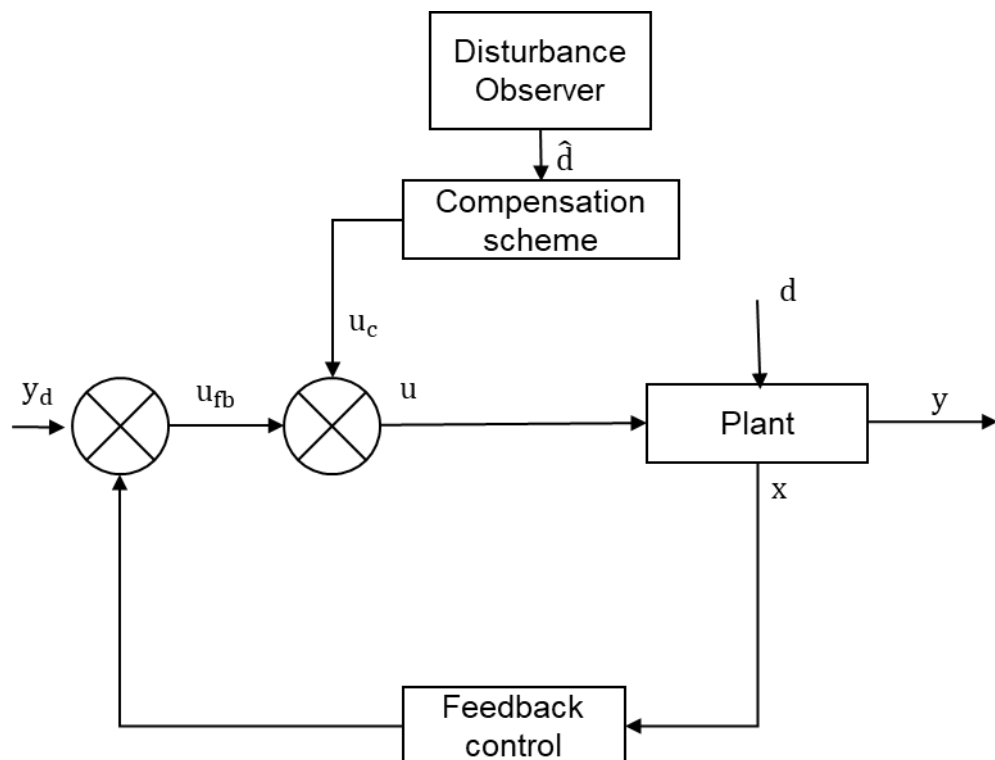 Disturbance
Observer
d̂
Compensation
scheme
d
u_c
y_d
u_fb
u
Plant
y
x
Feedback
control